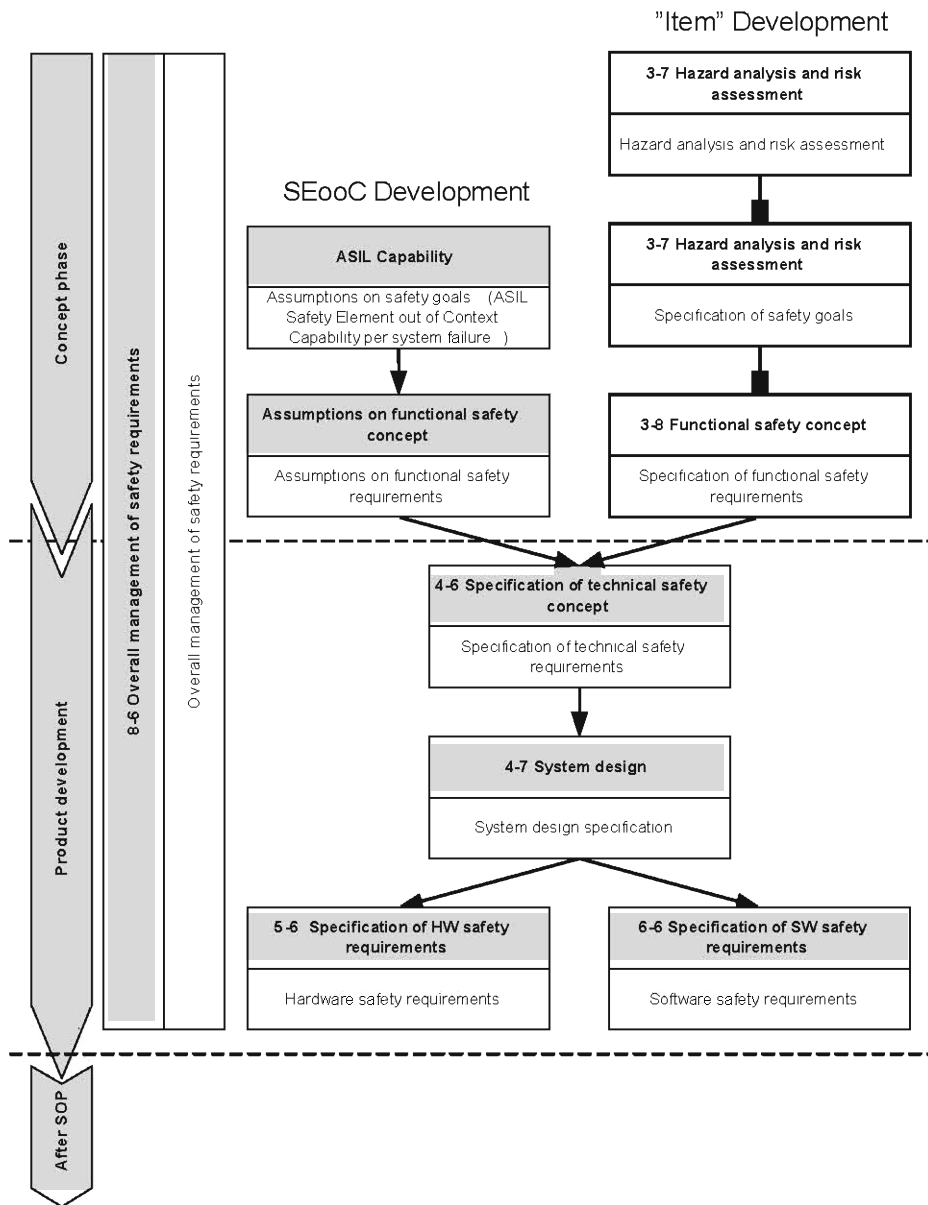 "Item" Development
3-7 Hazard analysis and risk
assessment
Hazard analysis and risk assessment
SEooC Development
ASIL Capability
Assumptions on safety goals (ASIL
Safety Element out of Context
Capability per system failure )
3-7 Hazard analysis and risk
assessment
Specification of safety goals
Assumptions on functional safety
concept
Assumptions on functional safety
requirements
3-8 Functional safety concept
Specification of functional safety
requirements
4-6 Specification of technical safety
concept
Specification of technical safety
requirements
4-7 System design
System design specification
5-6 Specification of HW safety
requirements
Hardware safety requirements
6-6 Specification of SW safety
requirements
Software safety requirements
Concept phase
Product development
After SOP
8-6 Overall management of safety requirements
Overall management of safety requirements